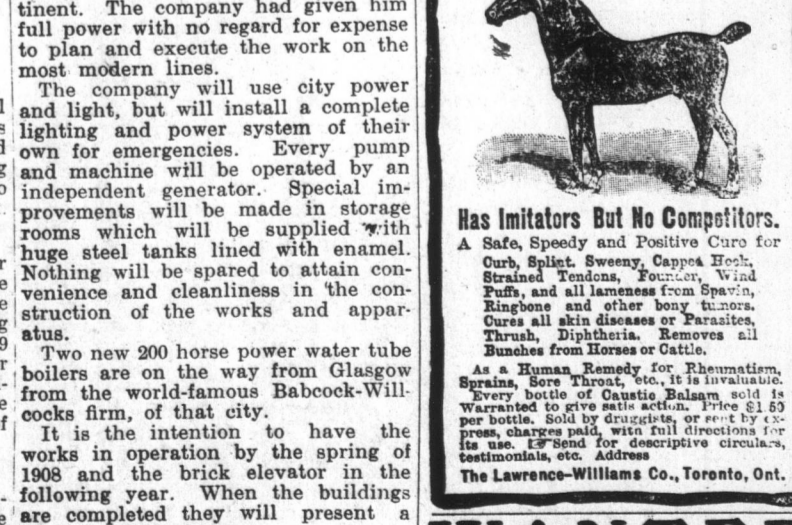 tinent. The company had given him
full power with no regard for expense
to plan and execute the work on the
most modern lines.
The company will use city power
and light, but will install a complete
lighting and power system of their
own for emergencies. Every pump
and machine will be operated by an
independent generator. Special im-
provements will be made in storage
rooms which will be supplied with
huge steel tanks lined with enamel.
Nothing will be spared to attain con-
venience and cleanliness in the con-
struction of the works and appar-
atus.
Two new 200 horse power water tube
boilers are on the way from Glasgow
from the world-famous Babcock-Will-
cocks firm, of that city.
It is the intention to have the
works in operation by the spring of
1908 and the brick elevator in the
following year. When the buildings
are completed they will present a
Has Imitators But No Competitors.
A Safe, Speedy and Positive Cure for
Curb, Splint, Sweeny, Capped Hock,
Strained Tendons, Founder, Wind
Puffs, and all lameness from Spavin,
Ringbone and other bony tumors.
Cures all skin diseases or Parasites,
Thrush, Diphtheria. Removes all
Bunches from Horses or Cattle.
As a Human Remedy for Rheumatism,
Sprains, Sore Throat, etc., it is invaluable.
Every bottle of Caustic Balsam sold is
Warranted to give satisfaction. Price $1.50
per bottle. Sold by druggists, or sent by ex-
press, charges paid, with full directions for
its use. ☞Send for descriptive circulars,
testimonials, etc. Address
The Lawrence-Williams Co., Toronto, Ont.